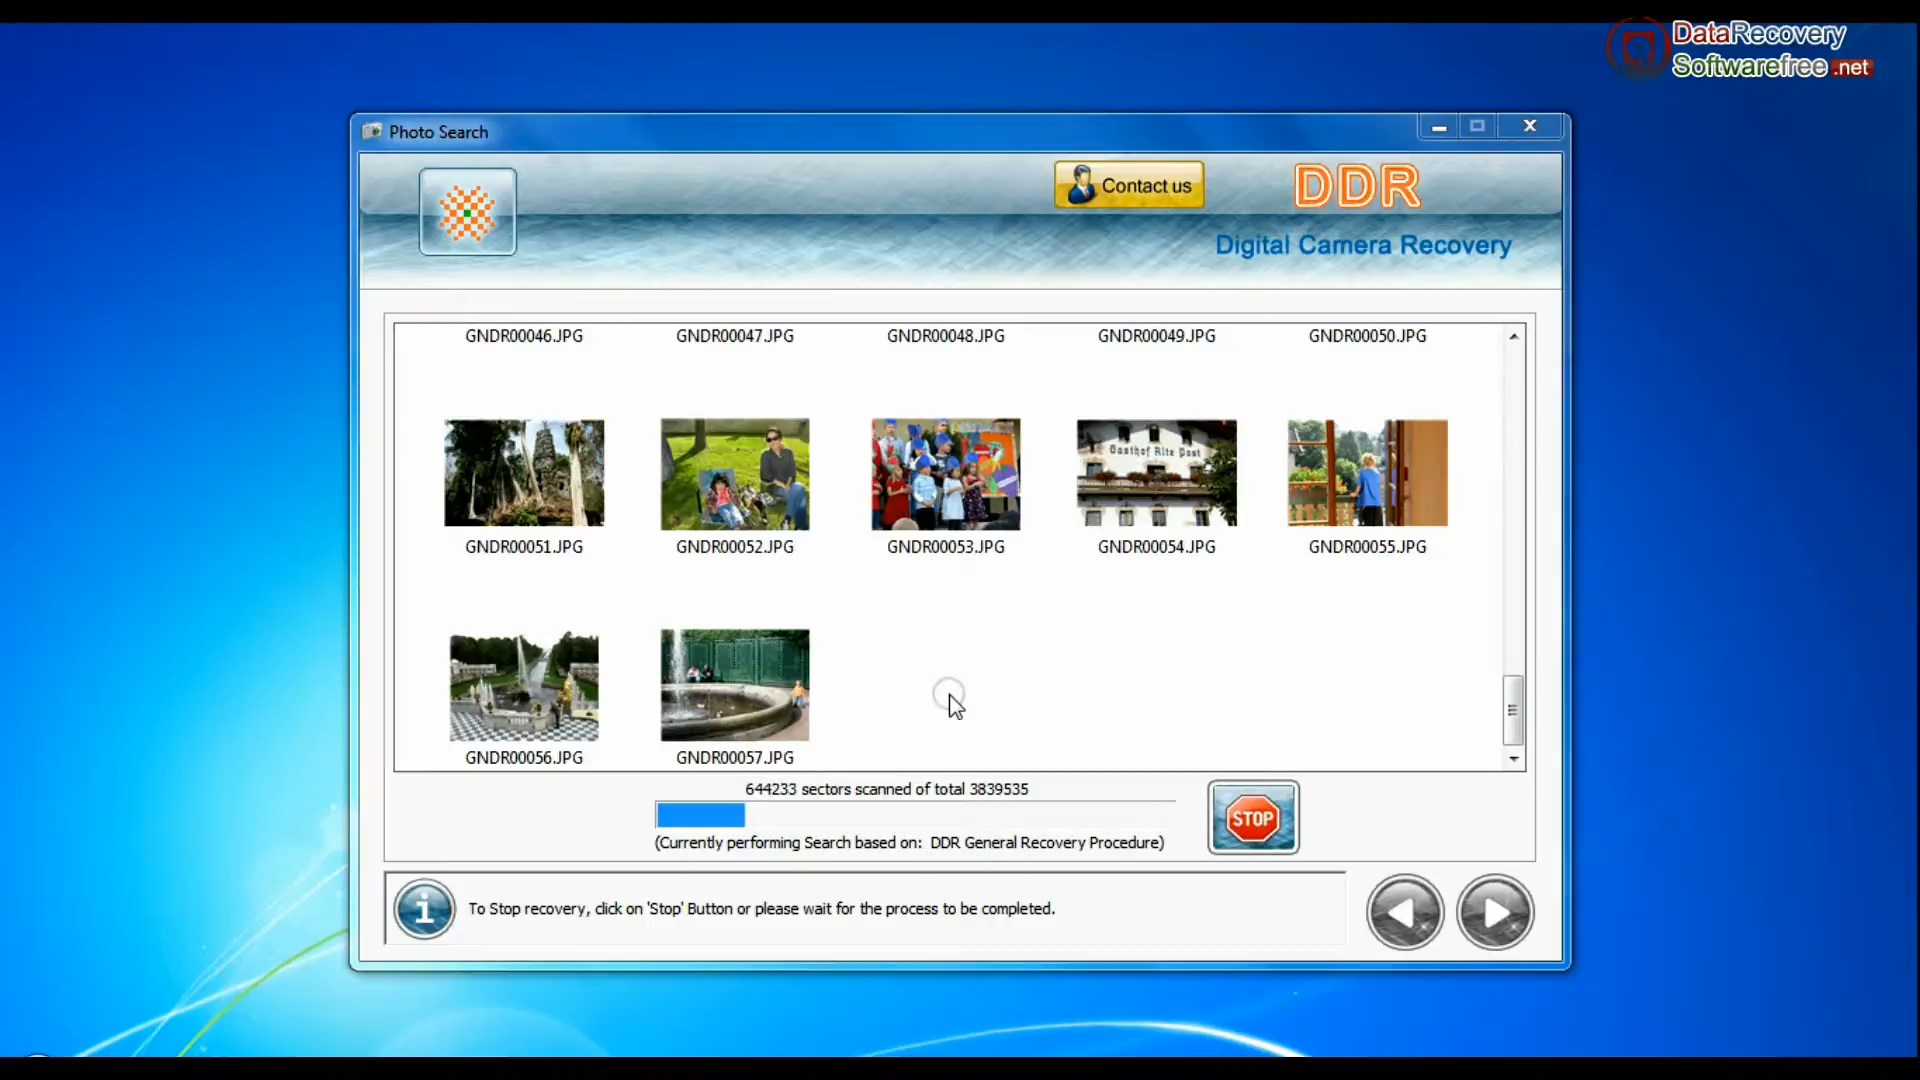 DataRecovery
Softwarefree.net
Photo Search
Contact us
DDR
Digital Camera Recovery
GNDR00046.JPG GNDR00047.JPG GNDR00048.JPG GNDR00049.JPG GNDR00050.JPG
Gasthof Alte Post
GNDR00051.JPG GNDR00052.JPG GNDR00053.JPG GNDR00054.JPG GNDR00055.JPG
GNDR00056.JPG GNDR00057.JPG
644233 sectors scanned of total 3839535
(Currently performing Search based on: DDR General Recovery Procedure)
STOP
To Stop recovery, click on 'Stop' Button or please wait for the process to be completed.